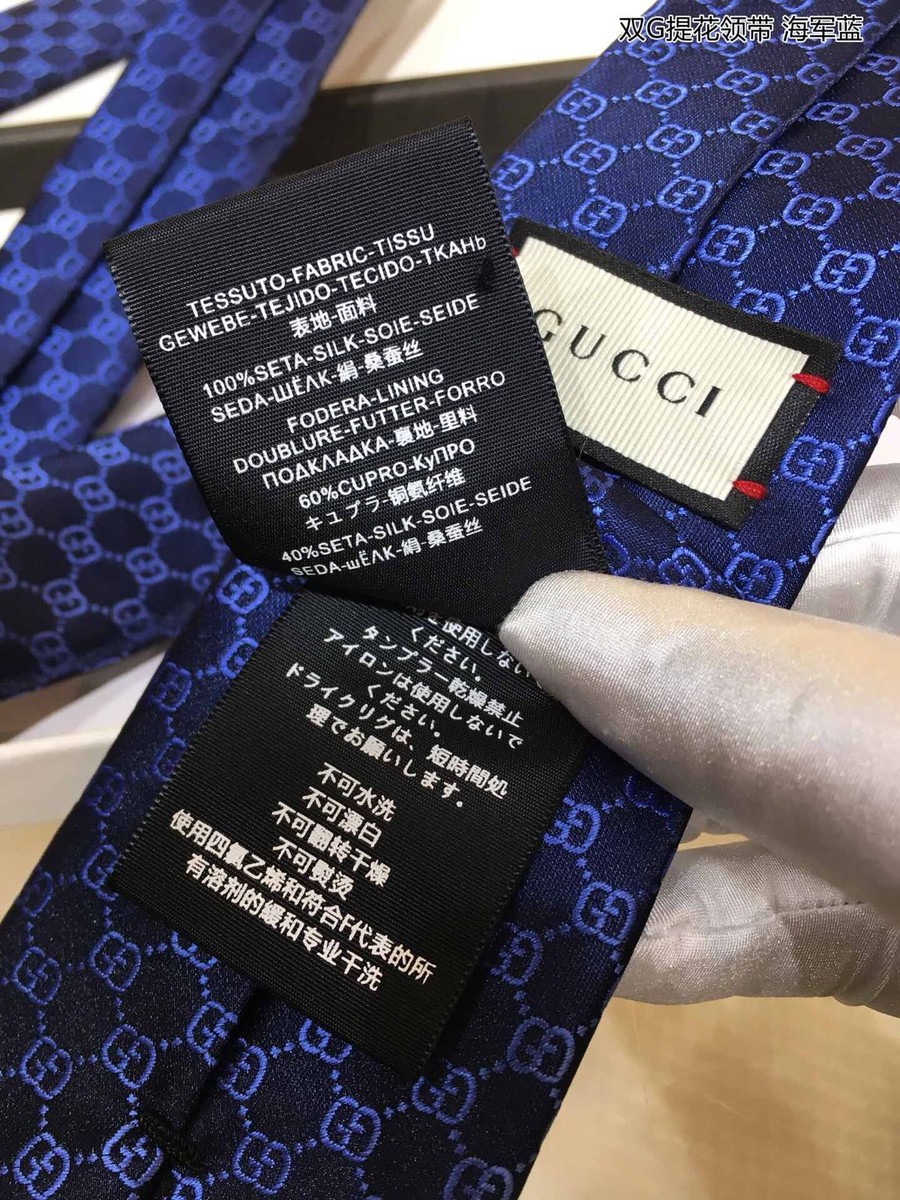 双G提花领带 海军蓝
TESSUTO-FABRIC-TISSU
GEWEBE-TEJIDO-TECIDO-ТКАНЬ
表地-面料
100%SETA-SILK-SOIE-SEIDE
SEDA-ШЁЛК-絹-桑蚕丝
FODERA-LINING
DOUBLURE-FUTTER-FORRO
ПОДКЛАДКА-裏地-里料
60%CUPRO-КуПРО
キュプラ-铜氨纤维
40%SETA-SILK-SOIE-SEIDE
SEDA-ШЁЛК-絹-桑蚕丝
GUCCI
を使用しないで
ください。
タンブラー乾燥禁止
アイロンは使用しないで
ください。
ドライクリグは、短時間処
理でお願いします。
不可水洗
不可漂白
不可翻转干燥
不可熨烫
使用四氯乙烯和符合F代表的所
有溶剂的缓和专业干洗